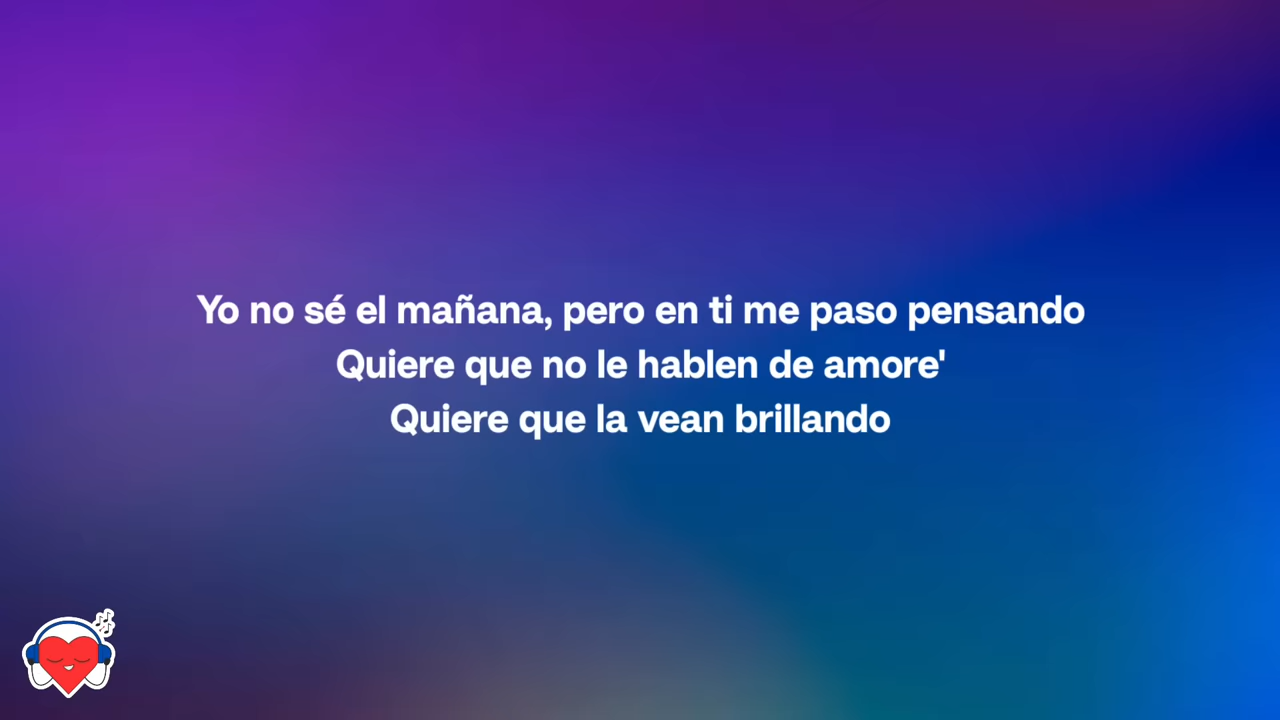 Yo no sé el mañana, pero en ti me paso pensando
Quiere que no le hablen de amore'
Quiere que la vean brillando